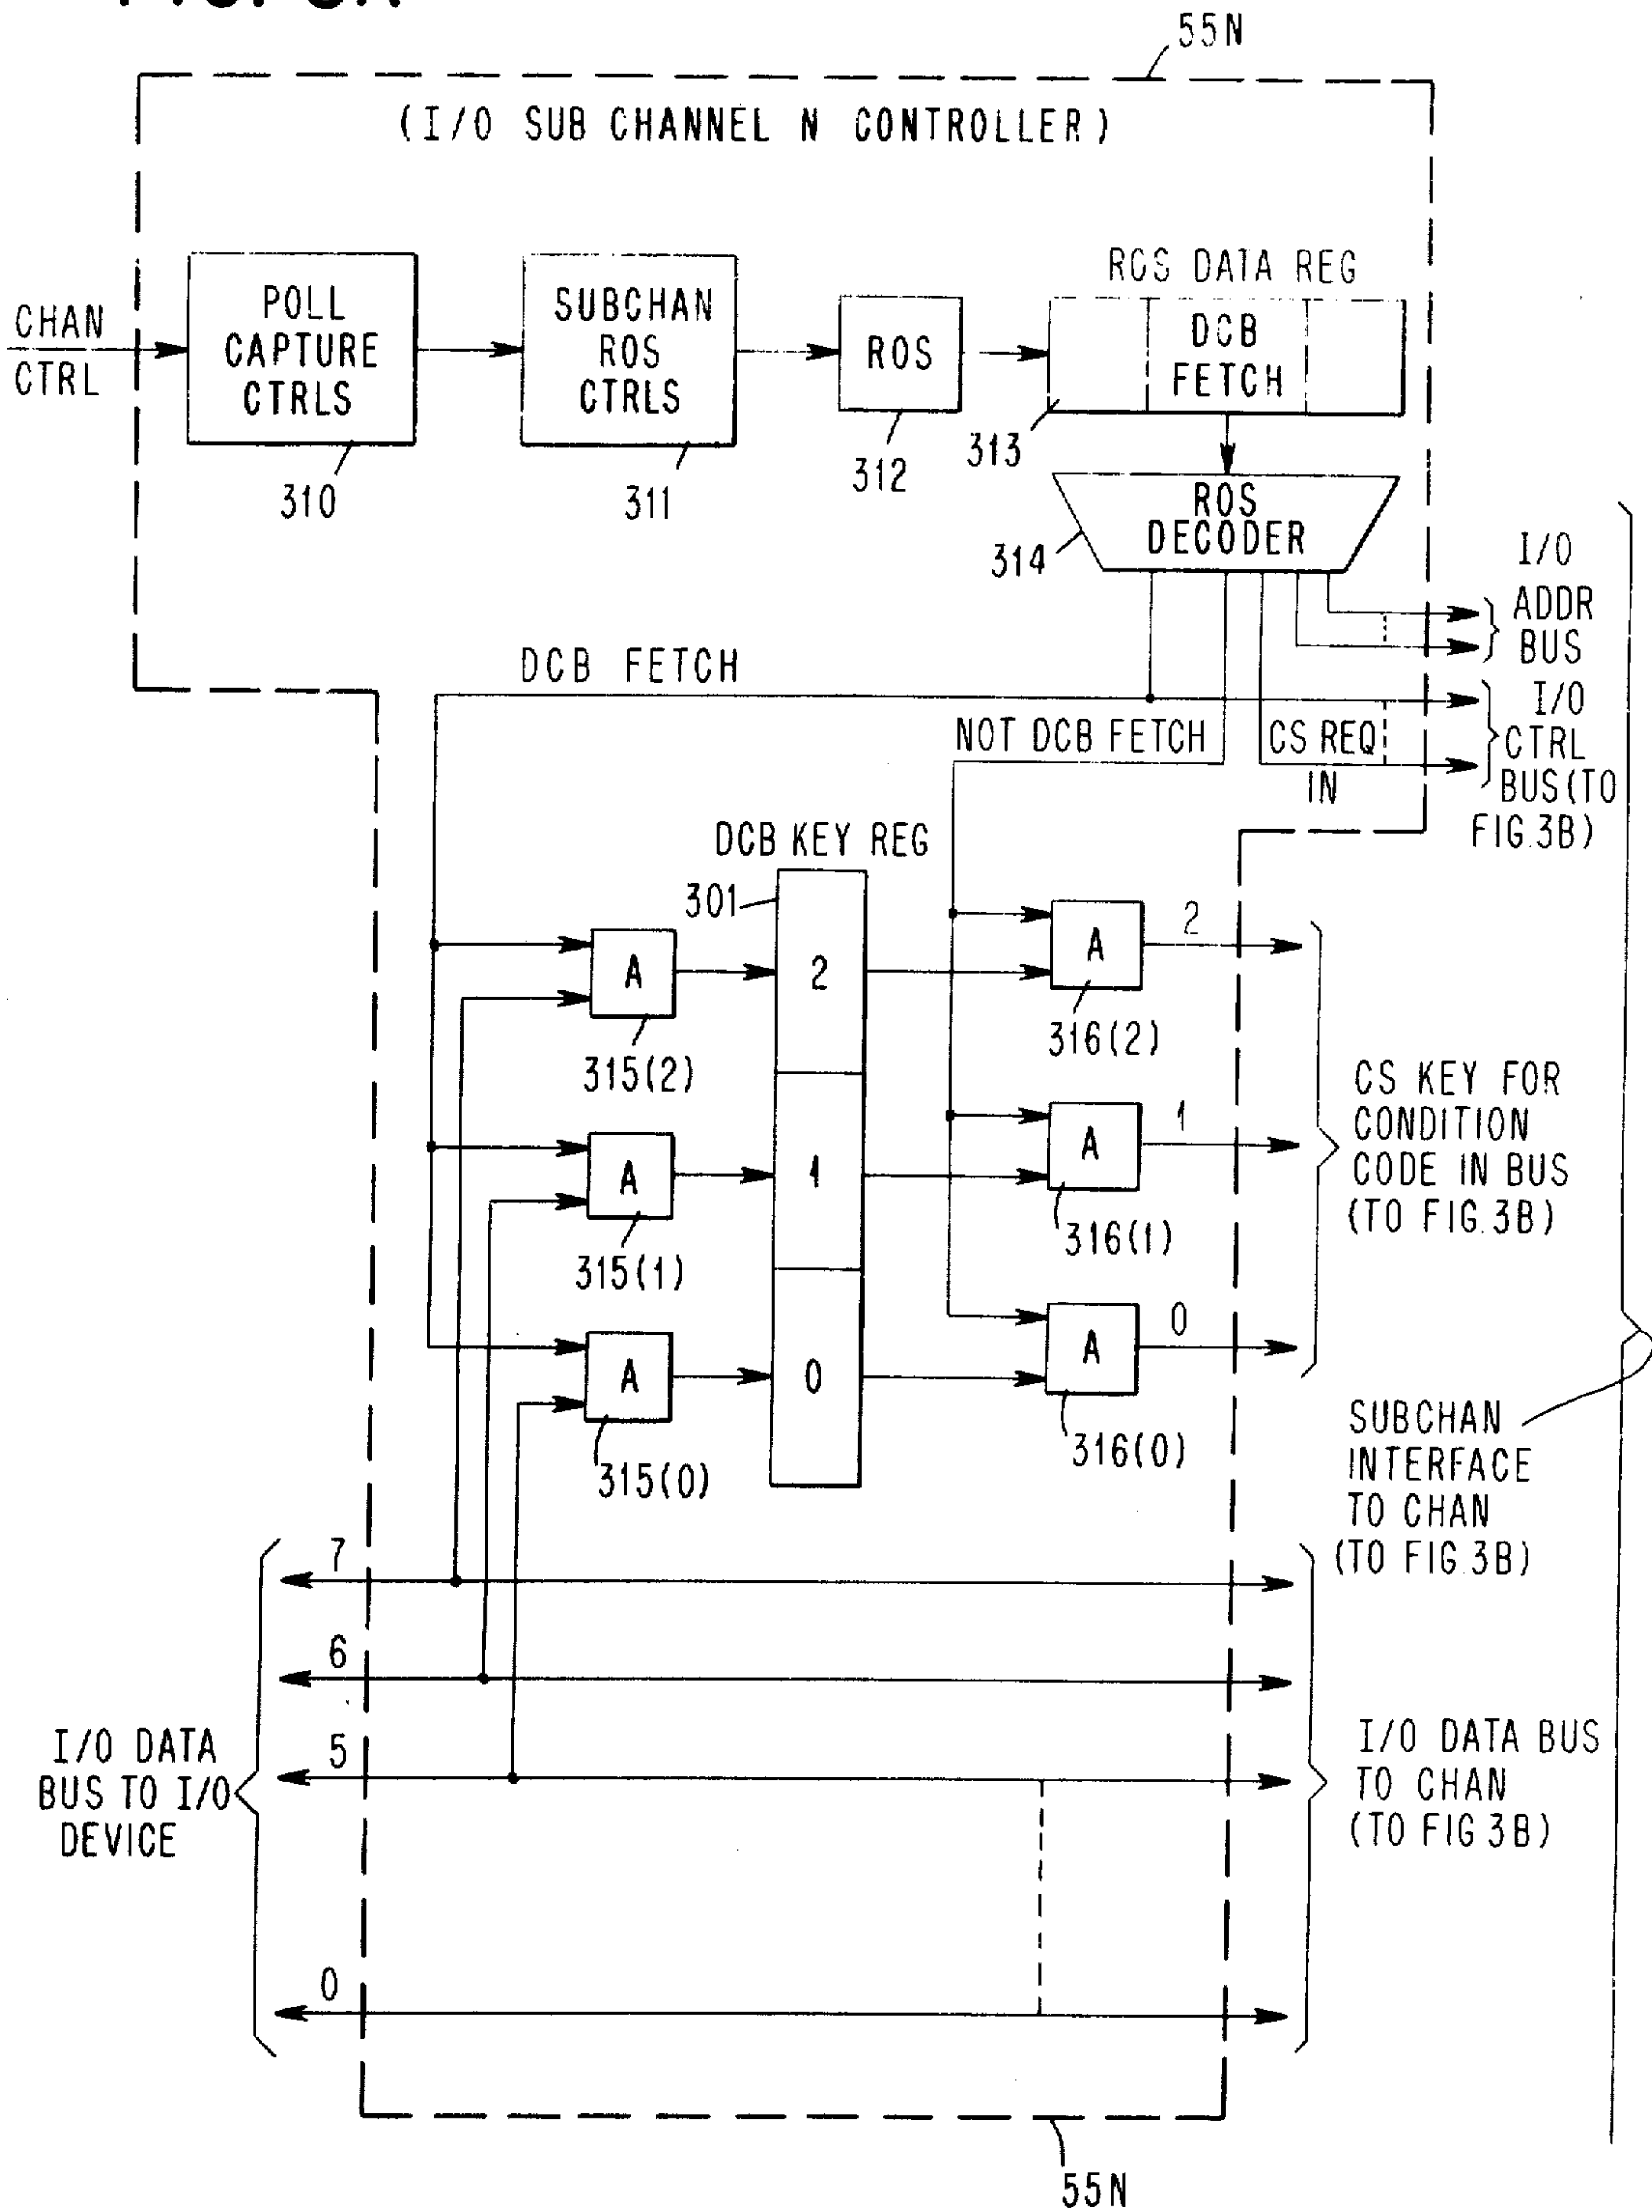 55N
(I/O SUB CHANNEL N CONTROLLER)
CHAN
CTRL
POLL
CAPTURE
CTRLS
310
SUBCHAN
ROS
CTRLS
311
ROS
312
ROS DATA REG
DCB
FETCH
313
ROS
DECODER
314
I/O
ADDR
BUS
DCB FETCH
NOT DCB FETCH
CS REQ
IN
I/O
CTRL
BUS(TO
FIG.3B)
DCB KEY REG
301
2
1
0
A
315(2)
A
315(1)
A
315(0)
A
316(2)
A
316(1)
A
316(0)
2
1
0
CS KEY FOR
CONDITION
CODE IN BUS
(TO FIG.3B)
SUBCHAN
INTERFACE
TO CHAN
(TO FIG.3B)
7
6
5
0
I/O DATA
BUS TO I/O
DEVICE
I/O DATA BUS
TO CHAN
(TO FIG 3B)
55N